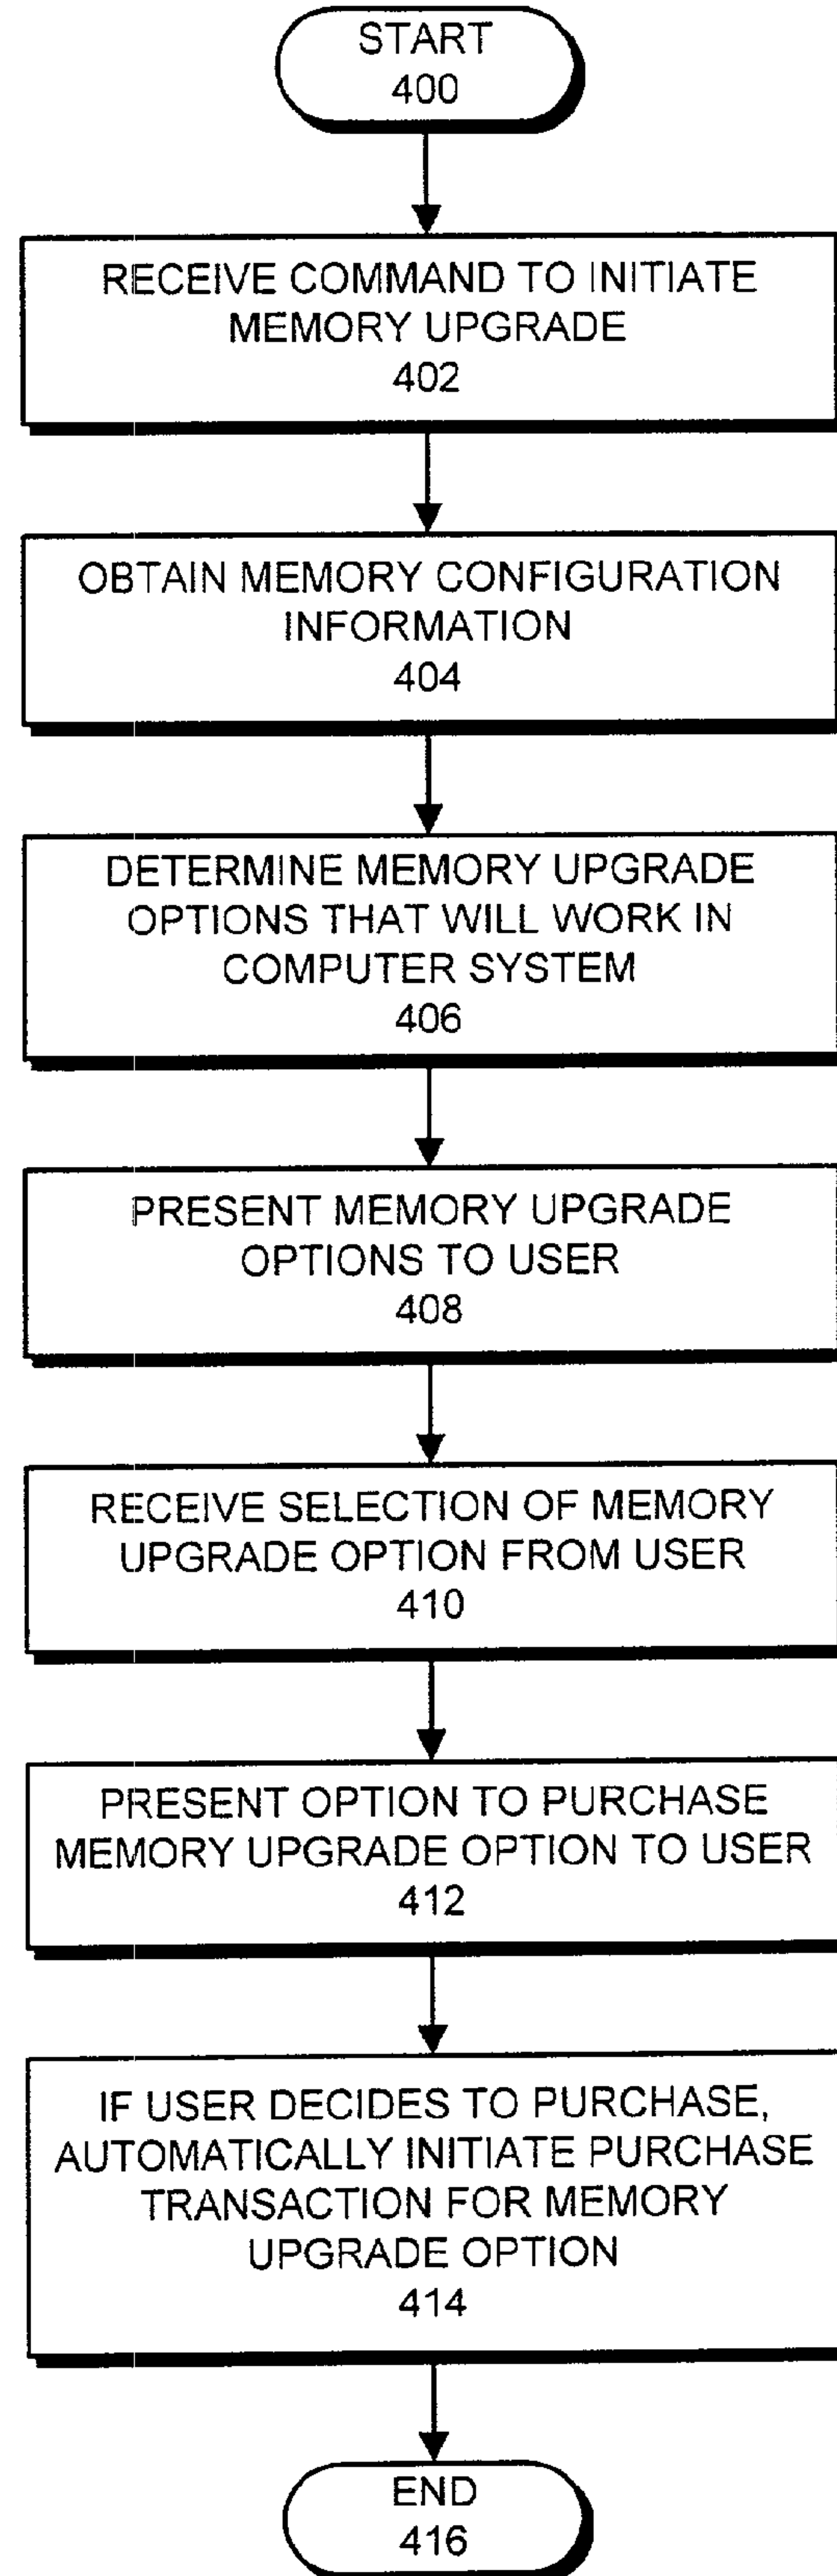 START
400
RECEIVE COMMAND TO INITIATE
MEMORY UPGRADE
402
OBTAIN MEMORY CONFIGURATION
INFORMATION
404
DETERMINE MEMORY UPGRADE
OPTIONS THAT WILL WORK IN
COMPUTER SYSTEM
406
PRESENT MEMORY UPGRADE
OPTIONS TO USER
408
RECEIVE SELECTION OF MEMORY
UPGRADE OPTION FROM USER
410
PRESENT OPTION TO PURCHASE
MEMORY UPGRADE OPTION TO USER
412
IF USER DECIDES TO PURCHASE,
AUTOMATICALLY INITIATE PURCHASE
TRANSACTION FOR MEMORY
UPGRADE OPTION
414
END
416